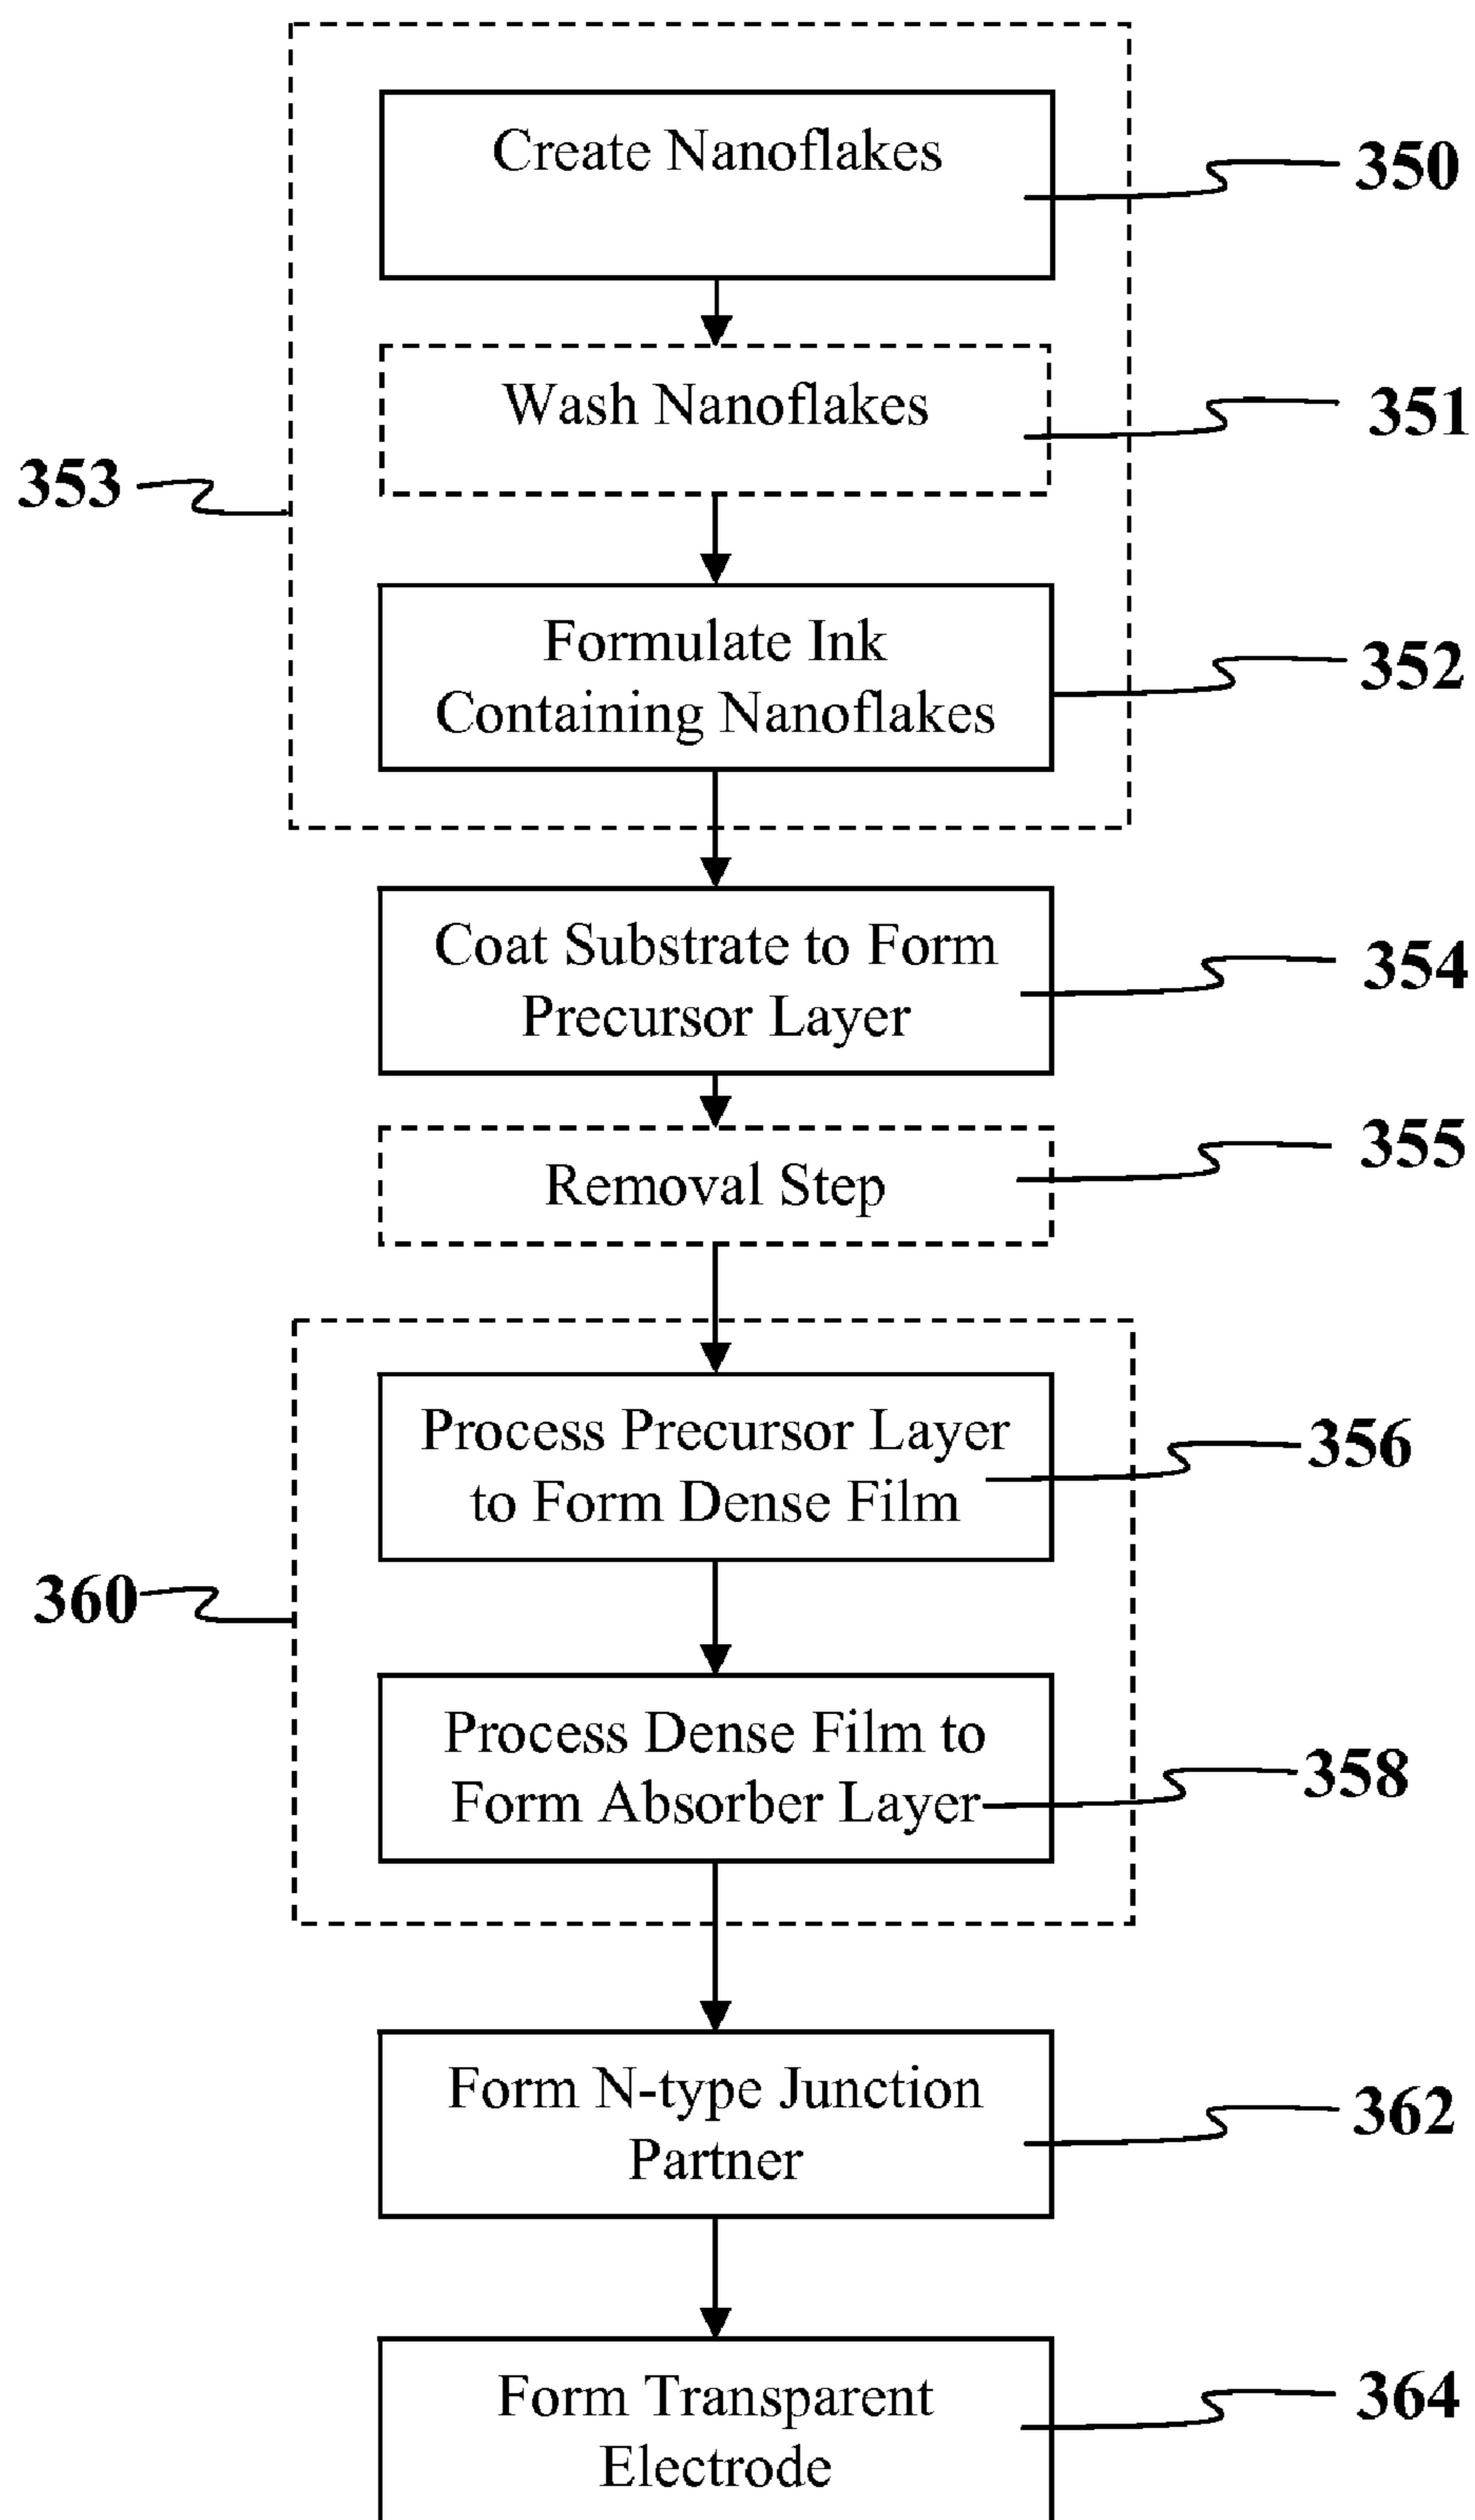 Create Nanoflakes
350
Wash Nanoflakes
351
353
Formulate Ink
Containing Nanoflakes
352
Coat Substrate to Form
Precursor Layer
354
Removal Step
355
Process Precursor Layer
to Form Dense Film
356
360
Process Dense Film to
Form Absorber Layer
358
Form N-type Junction
Partner
362
Form Transparent
Electrode
364